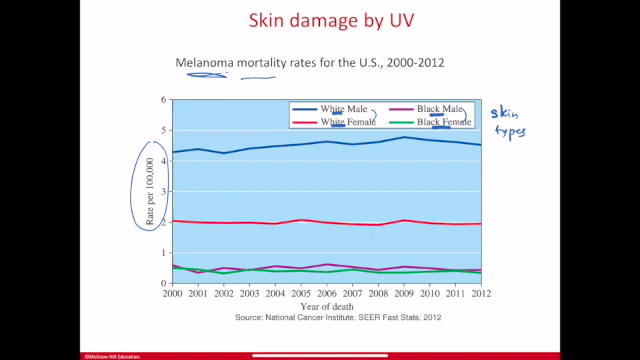 Skin damage by UV
Melanoma mortality rates for the U.S., 2000-2012
White Male
Black Male
White Female
Black Female
skin
types
6
5
4
3
2
1
0
Rate per 100,000
2000 2001 2002 2003 2004 2005 2006 2007 2008 2009 2010 2011 2012
Year of death
Source: National Cancer Institute, SEER Fast Stats, 2012
©McGraw-Hill Education.